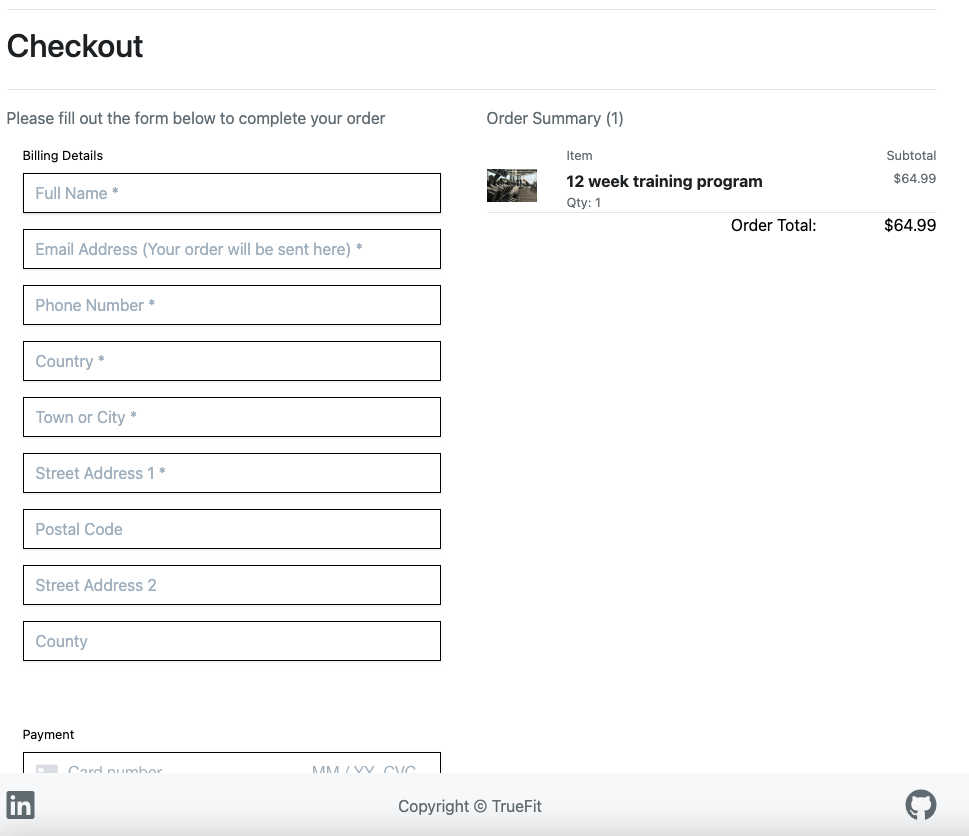 Checkout
Please fill out the form below to complete your order
Billing Details
Full Name *
Email Address (Your order will be sent here) *
Phone Number *
Country *
Town or City *
Street Address 1 *
Postal Code
Street Address 2
County
Payment
Card number MM / YY CVC
Order Summary (1)
Item Subtotal
12 week training program $64.99
Qty: 1
Order Total: $64.99
in
Copyright © TrueFit